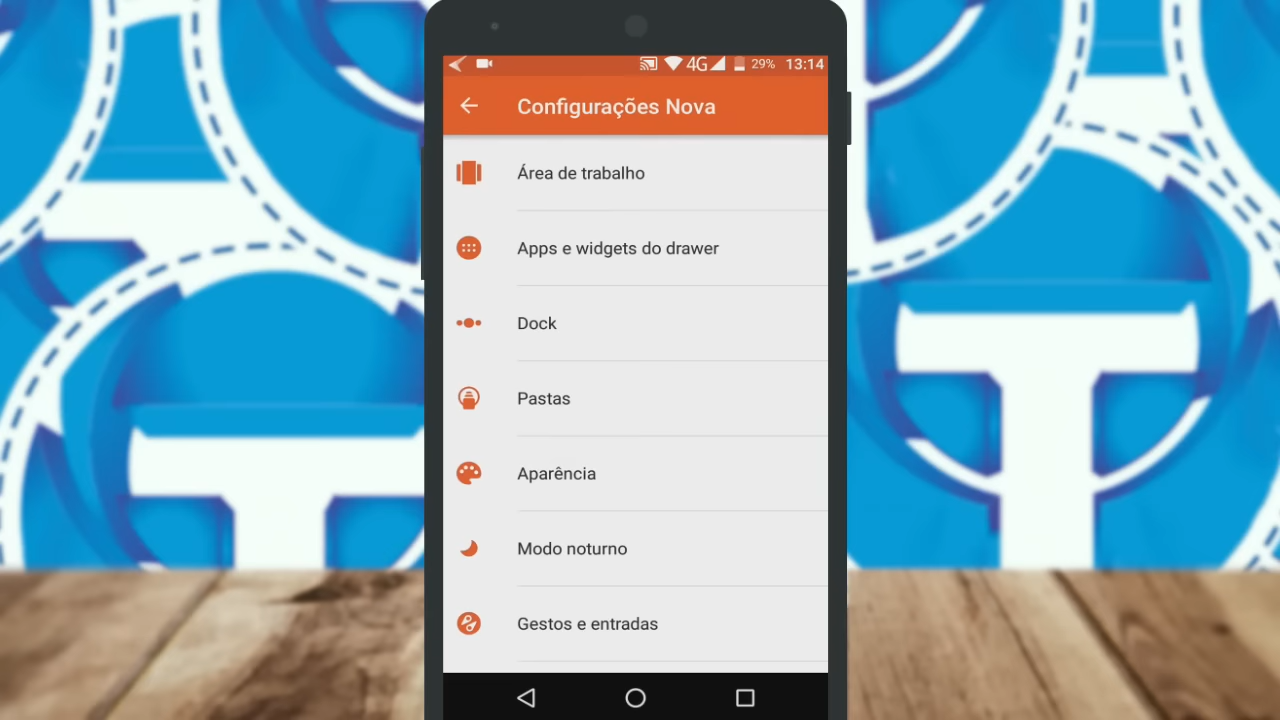 4G 29% 13:14
Configurações Nova
Área de trabalho
Apps e widgets do drawer
Dock
Pastas
Aparência
Modo noturno
Gestos e entradas